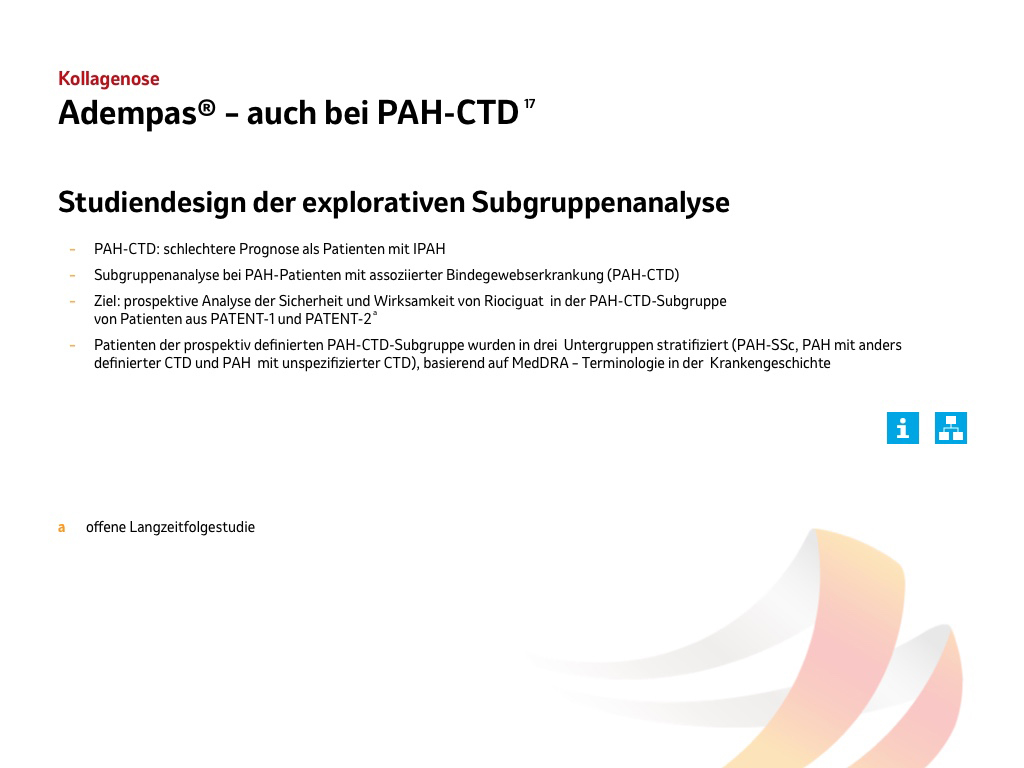 Kollagenose
Adempas® – auch bei PAH-CTD 17
Studiendesign der explorativen Subgruppenanalyse
– PAH-CTD: schlechtere Prognose als Patienten mit IPAH
– Subgruppenanalyse bei PAH-Patienten mit assoziierter Bindegewebserkrankung (PAH-CTD)
– Ziel: prospektive Analyse der Sicherheit und Wirksamkeit von Riociguat in der PAH-CTD-Subgruppe
von Patienten aus PATENT-1 und PATENT-2 a
– Patienten der prospektiv definierten PAH-CTD-Subgruppe wurden in drei Untergruppen stratifiziert (PAH-SSc, PAH mit anders
definierter CTD und PAH mit unspezifizierter CTD), basierend auf MedDRA – Terminologie in der Krankengeschichte
i
a offene Langzeitfolgestudie